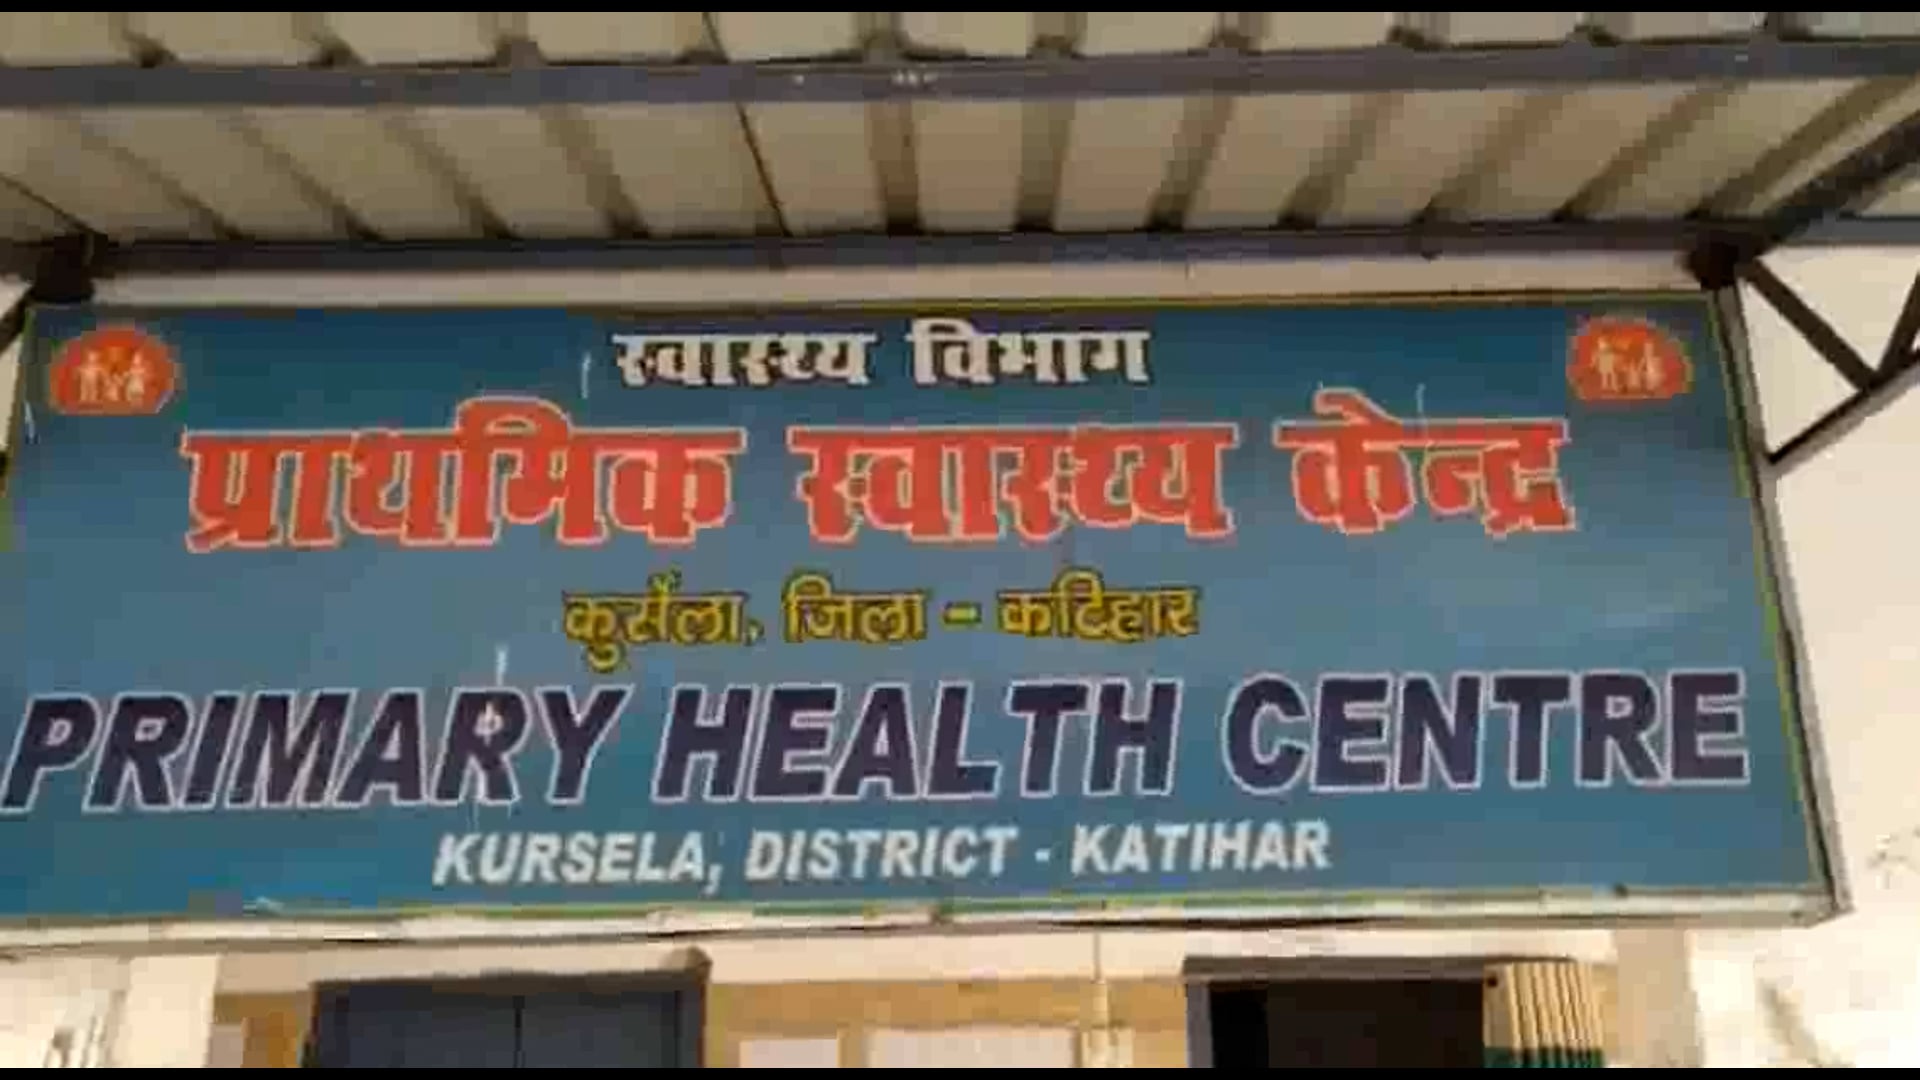 स्वास्थ्य विभाग
प्राथमिक स्वास्थ्य केन्द्र
कुर्सेला, जिला - कटिहार
PRIMARY HEALTH CENTRE
KURSELA, DISTRICT - KATIHAR